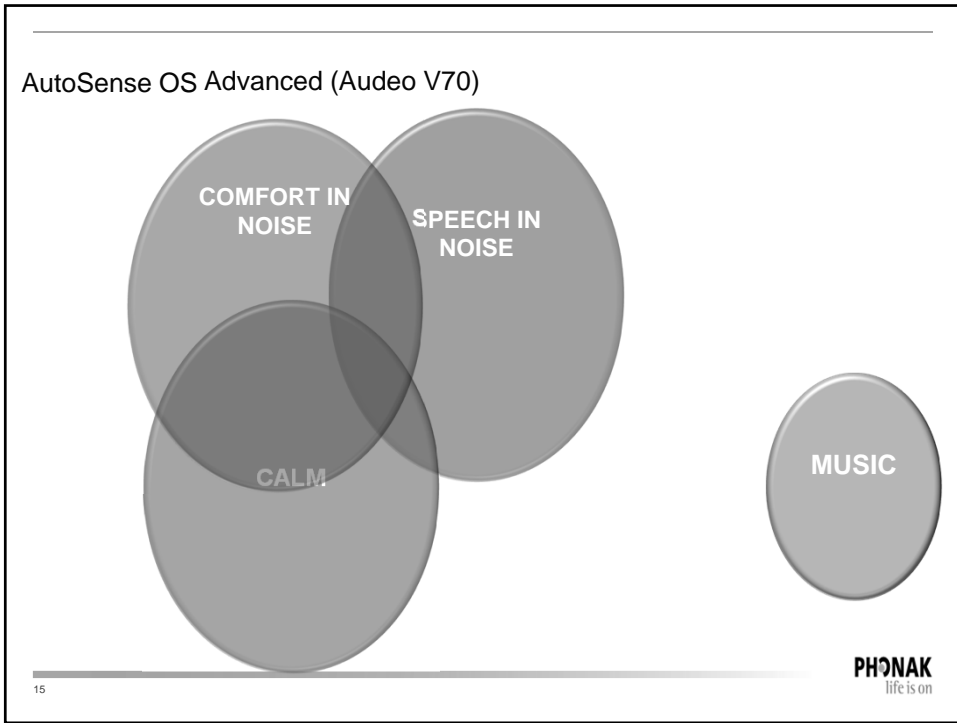 AutoSense OS Advanced (Audeo V70)
COMFORT IN
NOISE
SPEECH IN
NOISE
CALM
MUSIC
15
PHONAK
life is on